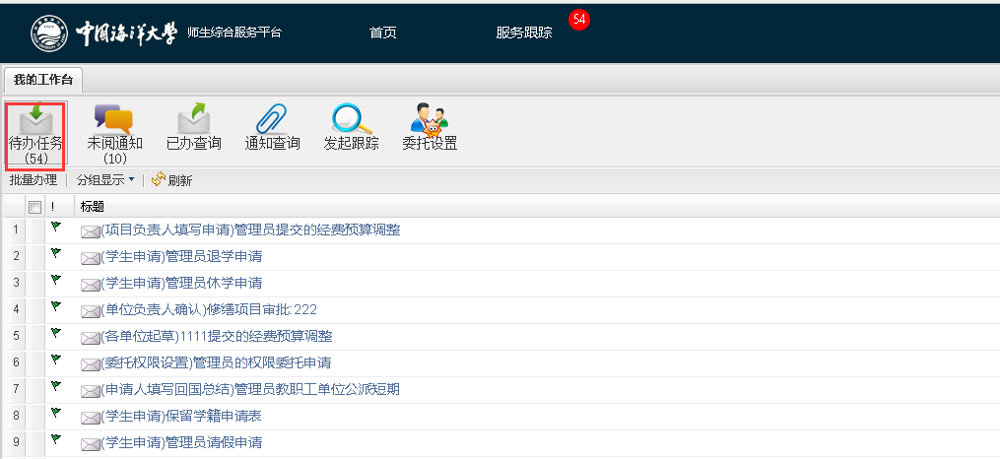 中国海洋大学 师生综合服务平台 首页 服务跟踪 54
我的工作台
待办任务 未阅通知 已办查询 通知查询 发起跟踪 委托设置
(54) (10)
批量办理 分组显示 刷新
! 标题
1 (项目负责人填写申请)管理员提交的经费预算调整
2 (学生申请)管理员退学申请
3 (学生申请)管理员休学申请
4 (单位负责人确认)修缮项目审批:222
5 (各单位起草)1111提交的经费预算调整
6 (委托权限设置)管理员的权限委托申请
7 (申请人填写回国总结)管理员教职工单位公派短期
8 (学生申请)保留学籍申请表
9 (学生申请)管理员请假申请